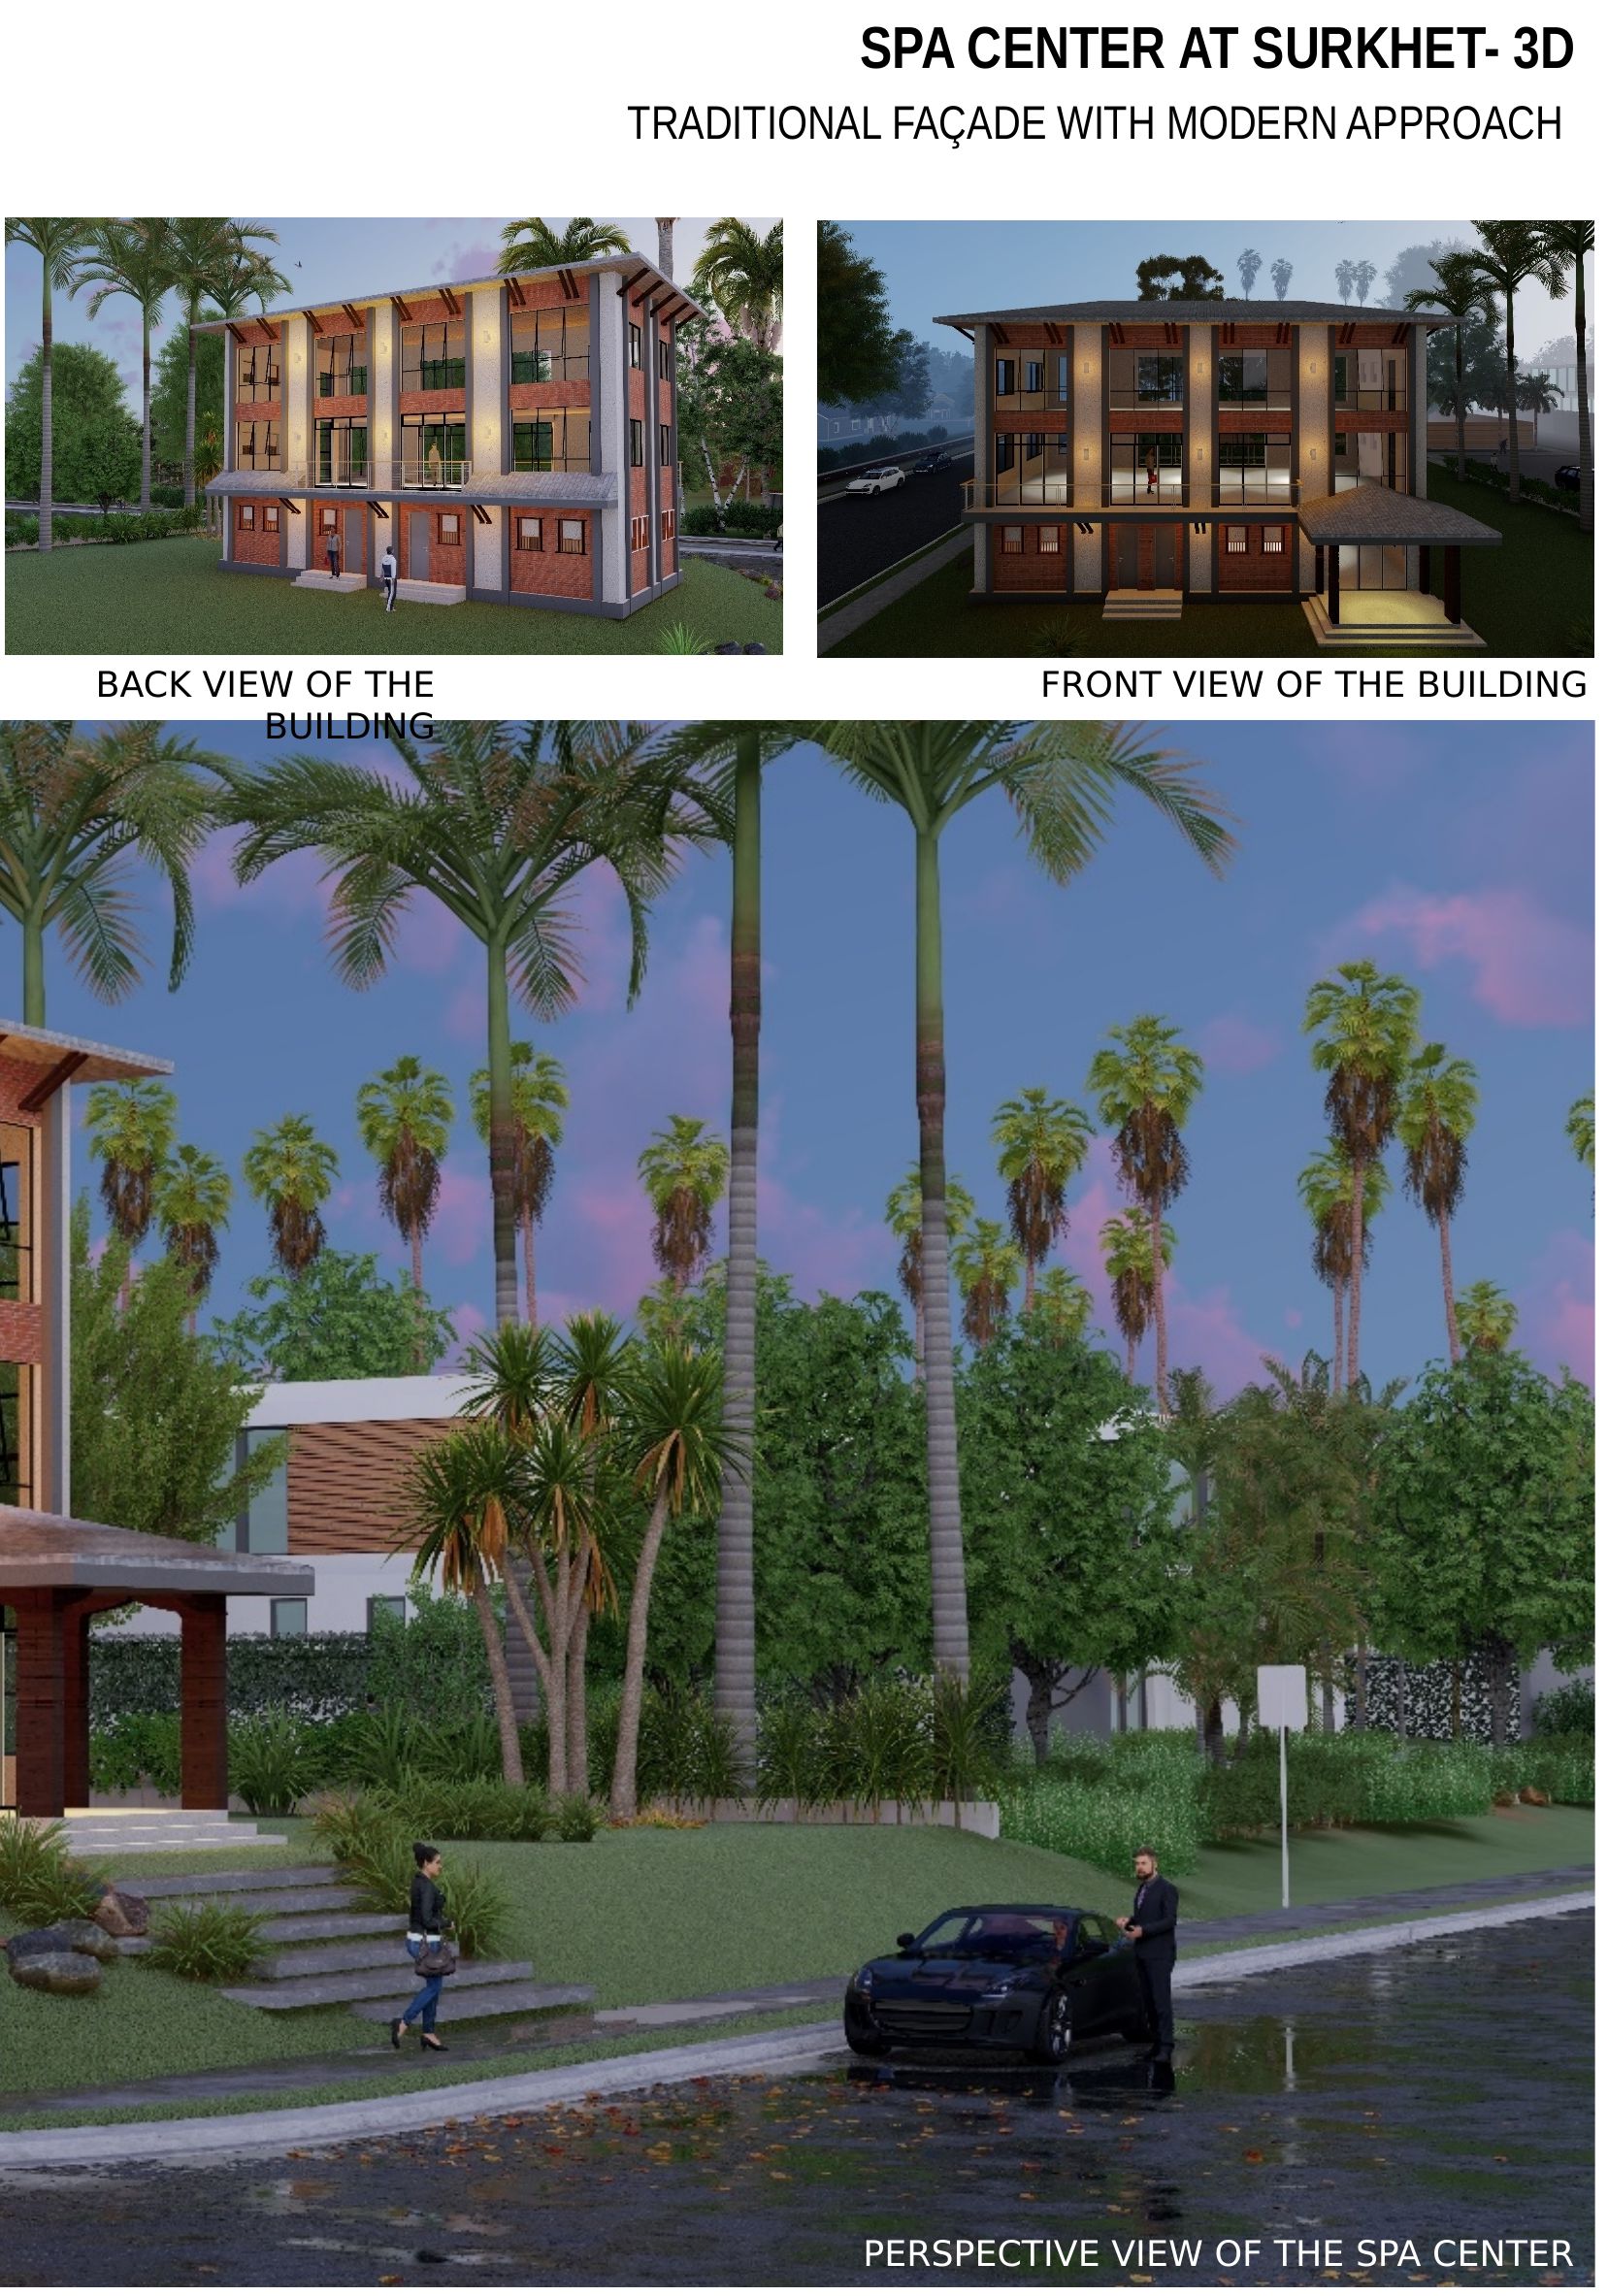 SPA CENTER AT SURKHET- 3D
TRADITIONAL FAÇADE WITH MODERN APPROACH
BACK VIEW OF THE
BUILDING
FRONT VIEW OF THE BUILDING
PERSPECTIVE VIEW OF THE SPA CENTER